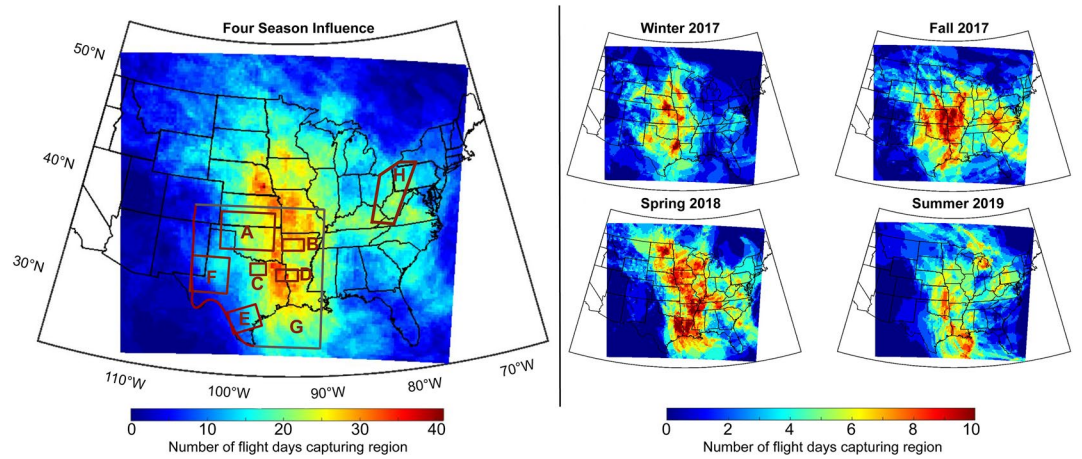 Four Season Influence
50°N
40°N
30°N
110°W
100°W
90°W
80°W
70°W
A
B
C
D
E
F
G
H
0 10 20 30 40
Number of flight days capturing region
Winter 2017
Fall 2017
Spring 2018
Summer 2019
0 2 4 6 8 10
Number of flight days capturing region